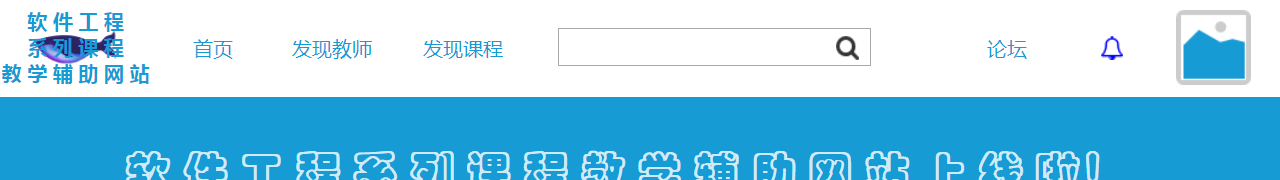 软件工程
系列课程
教学辅助网站
首页
发现教师
发现课程
论坛
软件工程系列课程教学辅助网站上线啦!